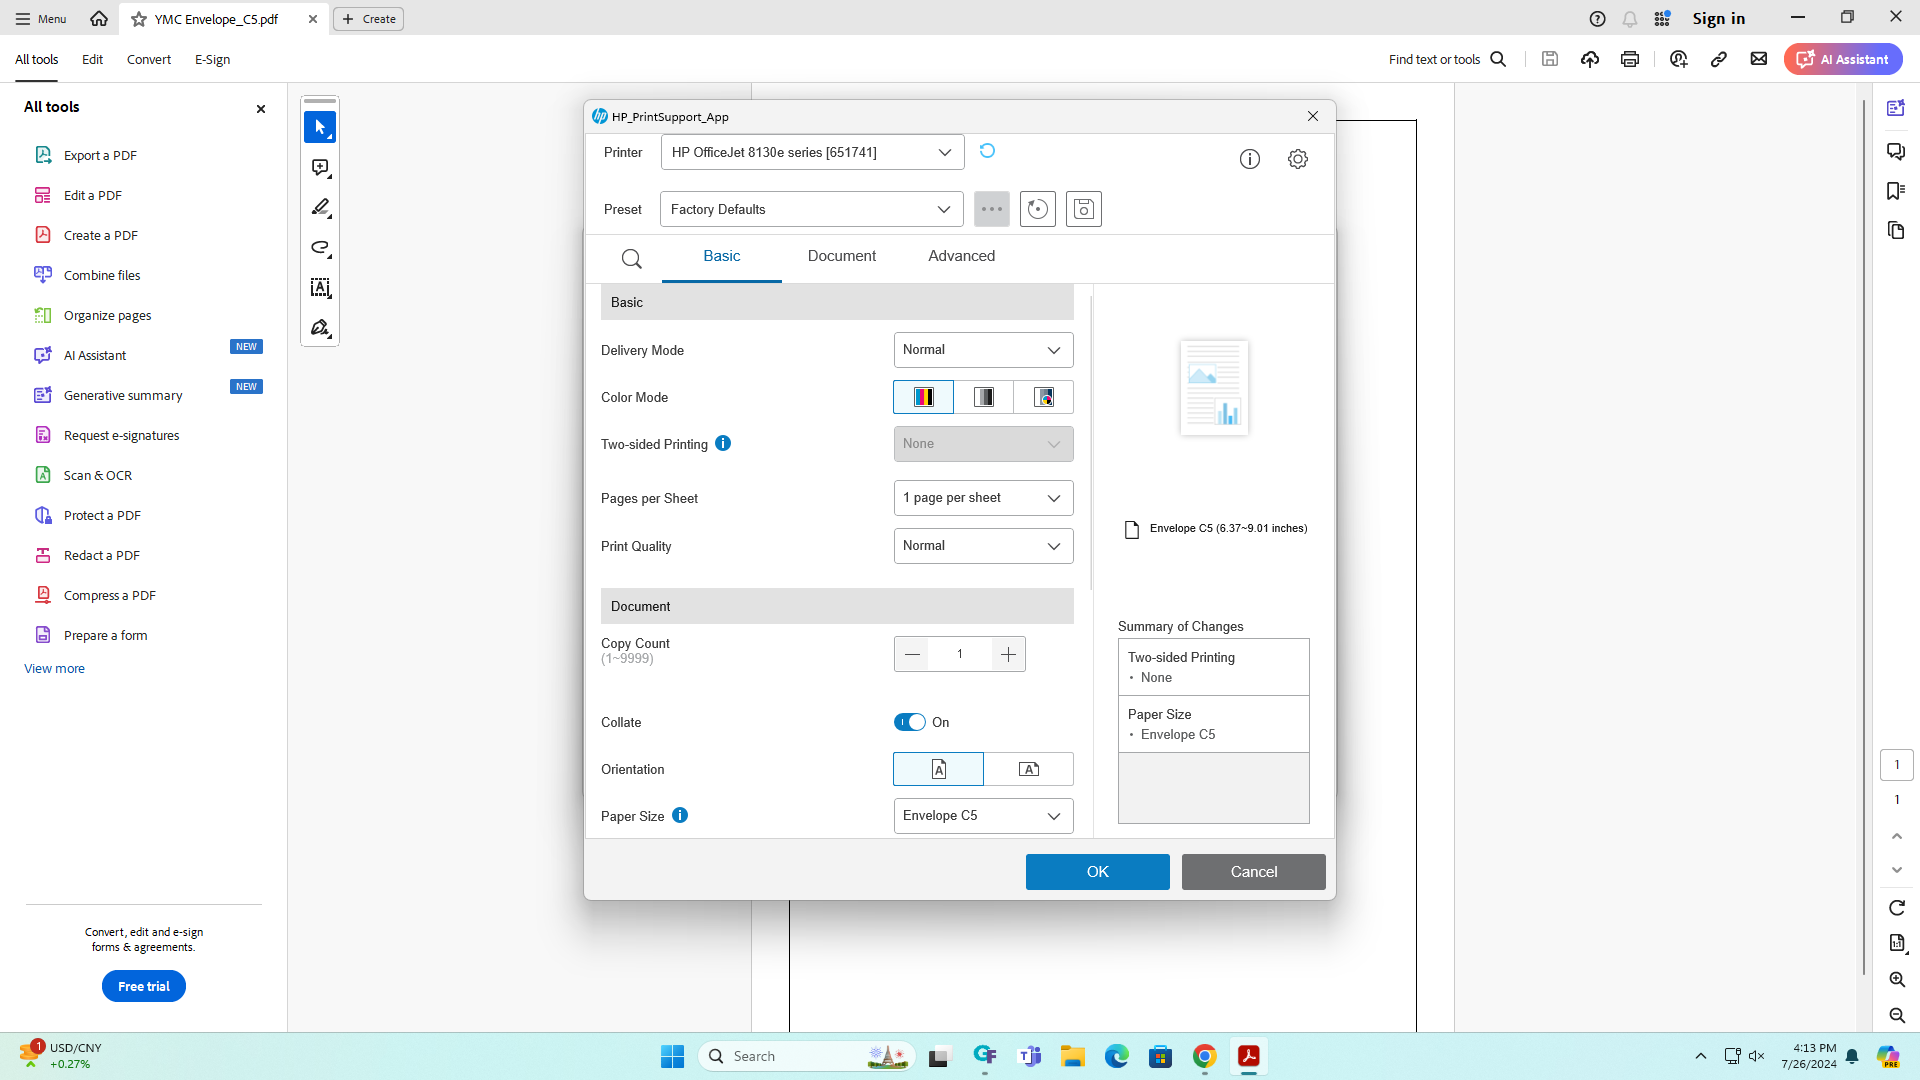 Menu
YMC Envelope_C5.pdf
Create
Sign in
All tools
Edit
Convert
E-Sign
Find text or tools
AI Assistant
All tools
Export a PDF
Edit a PDF
Create a PDF
Combine files
Organize pages
AI Assistant
NEW
Generative summary
NEW
Request e-signatures
Scan & OCR
Protect a PDF
Redact a PDF
Compress a PDF
Prepare a form
View more
Convert, edit and e-sign
forms & agreements.
Free trial
HP_PrintSupport_App
Printer
HP OfficeJet 8130e series [651741]
Preset
Factory Defaults
Basic
Document
Advanced
Basic
Delivery Mode
Normal
Color Mode
Two-sided Printing
None
Pages per Sheet
1 page per sheet
Print Quality
Normal
Document
Copy Count
(1~9999)
1
Collate
On
Orientation
Paper Size
Envelope C5
Envelope C5 (6.37~9.01 inches)
Summary of Changes
Two-sided Printing
• None
Paper Size
• Envelope C5
OK
Cancel
1
1
1
USD/CNY
+0.27%
Search
4:13 PM
7/26/2024
PRE